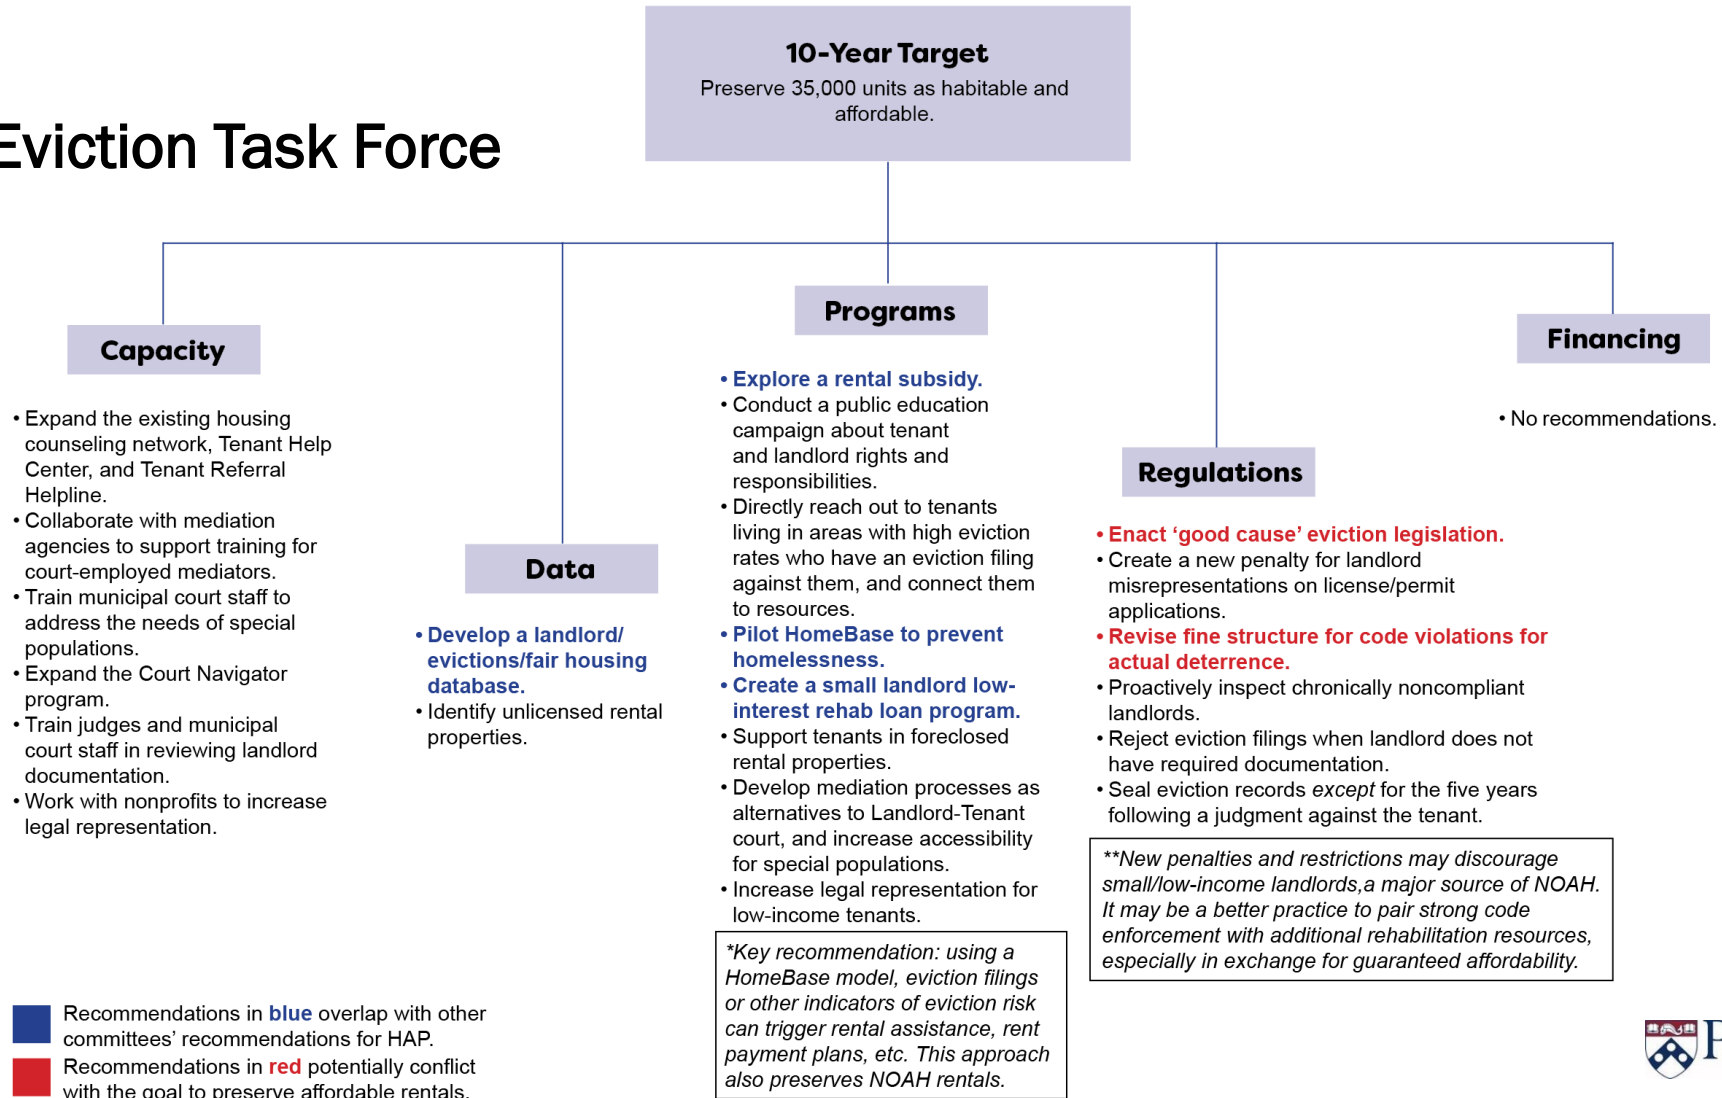 10-Year Target
Preserve 35,000 units as habitable and
affordable.
Eviction Task Force
Capacity
• Expand the existing housing
counseling network, Tenant Help
Center, and Tenant Referral
Helpline.
• Collaborate with mediation
agencies to support training for
court-employed mediators.
• Train municipal court staff to
address the needs of special
populations.
• Expand the Court Navigator
program.
• Train judges and municipal
court staff in reviewing landlord
documentation.
• Work with nonprofits to increase
legal representation.
Data
• Develop a landlord/
evictions/fair housing
database.
• Identify unlicensed rental
properties.
Programs
• Explore a rental subsidy.
• Conduct a public education
campaign about tenant
and landlord rights and
responsibilities.
• Directly reach out to tenants
living in areas with high eviction
rates who have an eviction filing
against them, and connect them
to resources.
• Pilot HomeBase to prevent
homelessness.
• Create a small landlord low-
interest rehab loan program.
• Support tenants in foreclosed
rental properties.
• Develop mediation processes as
alternatives to Landlord-Tenant
court, and increase accessibility
for special populations.
• Increase legal representation for
low-income tenants.
*Key recommendation: using a
HomeBase model, eviction filings
or other indicators of eviction risk
can trigger rental assistance, rent
payment plans, etc. This approach
also preserves NOAH rentals.
Regulations
• Enact ‘good cause’ eviction legislation.
• Create a new penalty for landlord
misrepresentations on license/permit
applications.
• Revise fine structure for code violations for
actual deterrence.
• Proactively inspect chronically noncompliant
landlords.
• Reject eviction filings when landlord does not
have required documentation.
• Seal eviction records except for the five years
following a judgment against the tenant.
**New penalties and restrictions may discourage
small/low-income landlords,a major source of NOAH.
It may be a better practice to pair strong code
enforcement with additional rehabilitation resources,
especially in exchange for guaranteed affordability.
Financing
• No recommendations.
Recommendations in blue overlap with other
committees’ recommendations for HAP.
Recommendations in red potentially conflict
with the goal to preserve affordable rentals.